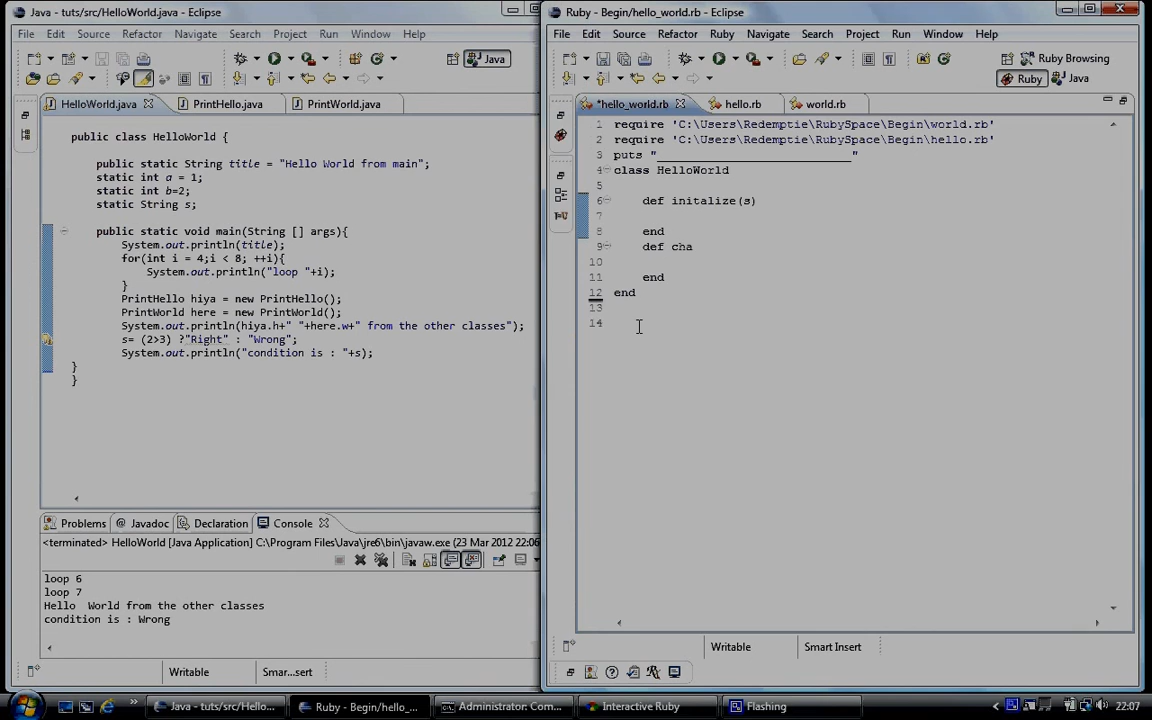 Java - tuts/src/HelloWorld.java - Eclipse
File Edit Source Refactor Navigate Search Project Run Window Help
Java
HelloWorld.java PrintHello.java PrintWorld.java
public class HelloWorld {
public static String title = "Hello World from main";
static int a = 1;
static int b=2;
static String s;
public static void main(String [] args){
System.out.println(title);
for(int i = 4;i < 8; ++i){
System.out.println("loop "+i);
}
PrintHello hiya = new PrintHello();
PrintWorld here = new PrintWorld();
System.out.println(hiya.h+" "+here.w+" from the other classes");
s= (2>3) ?"Right" : "Wrong";
System.out.println("condition is : "+s);
}
}
Problems @ Javadoc Declaration Console
<terminated> HelloWorld [Java Application] C:\Program Files\Java\jre6\bin\javaw.exe (23 Mar 2012 22:06
loop 6
loop 7
Hello  World from the other classes
condition is : Wrong
Writable Smar...sert
Ruby - Begin/hello_world.rb - Eclipse
File Edit Source Refactor Ruby Navigate Search Project Run Window Help
Ruby Browsing
Ruby Java
*hello_world.rb hello.rb world.rb
1 require 'C:\Users\Redemptie\RubySpace\Begin\world.rb'
2 require 'C:\Users\Redemptie\RubySpace\Begin\hello.rb'
3 puts "___________________________"
4 class HelloWorld
5
6 def initalize(s)
7
8 end
9 def cha
10
11 end
12 end
13
14
Writable Smart Insert
Java - tuts/src/Hello... Ruby - Begin/hello_... Administrator: Com... Interactive Ruby Flashing 22:07